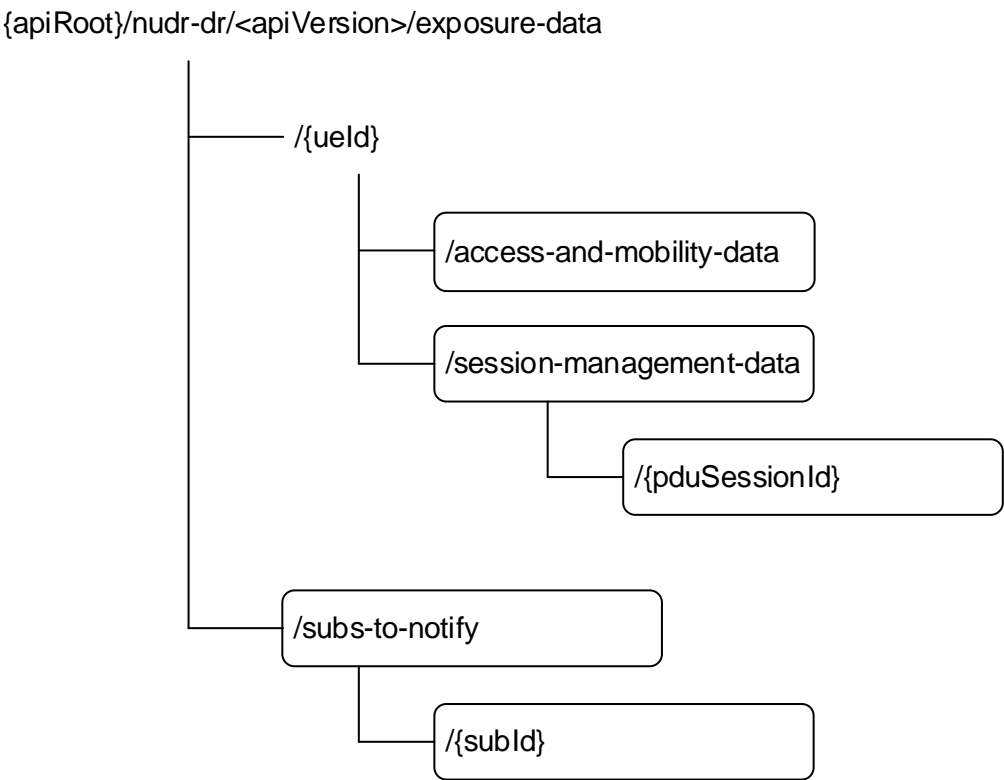 {apiRoot}/nudr-dr/<apiVersion>/exposure-data
/{ueId}
/access-and-mobility-data
/session-management-data
/{pduSessionId}
/subs-to-notify
/{subId}